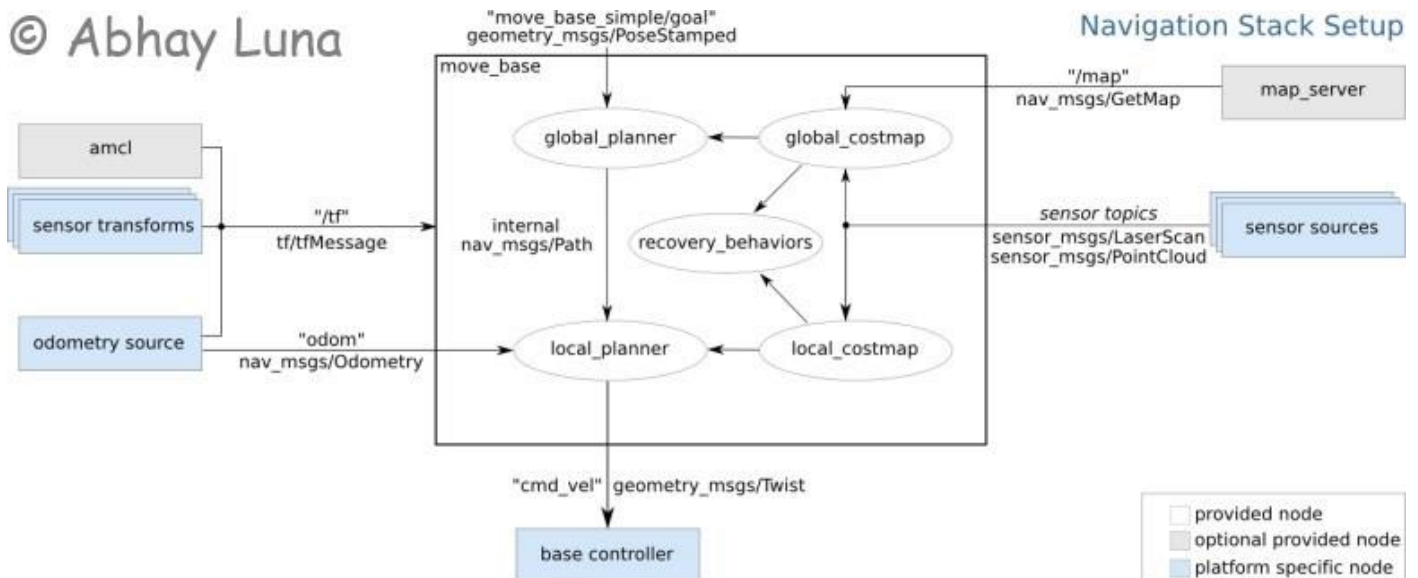 © Abhay Luna
"move_base_simple/goal"
geometry_msgs/PoseStamped
Navigation Stack Setup
move_base
"/map"
nav_msgs/GetMap
map_server
amcl
global_planner
global_costmap
sensor transforms
"/tf"
tf/tfMessage
internal
nav_msgs/Path
recovery_behaviors
sensor topics
sensor_msgs/LaserScan
sensor_msgs/PointCloud
sensor sources
odometry source
"odom"
nav_msgs/Odometry
local_planner
local_costmap
"cmd_vel" geometry_msgs/Twist
base controller
provided node
optional provided node
platform specific node